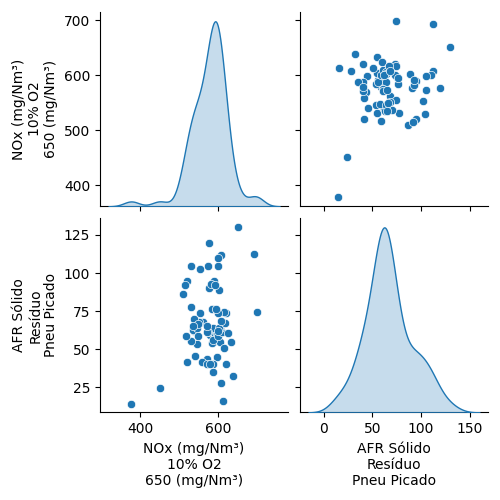 700
600
500
400
NOx (mg/Nm³)
10% O2
650 (mg/Nm³)
125
100
75
50
25
AFR Sólido
Resíduo
Pneu Picado
400
600
NOx (mg/Nm³)
10% O2
650 (mg/Nm³)
0
50
100
150
AFR Sólido
Resíduo
Pneu Picado